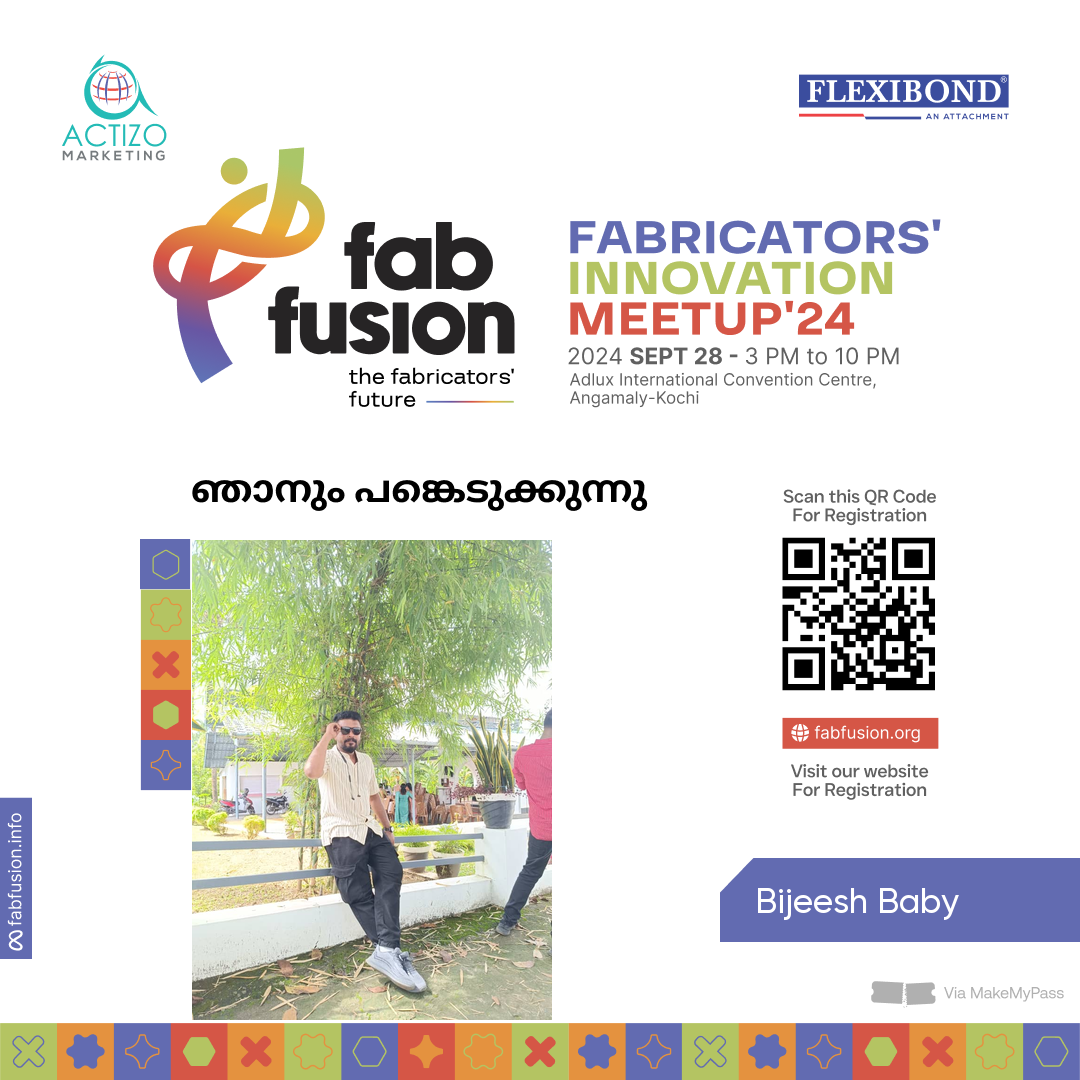 ACTIZO
MARKETING
FLEXIBOND®
AN ATTACHMENT
fab
fusion
the fabricators'
future
FABRICATORS'
INNOVATION
MEETUP'24
2024 SEPT 28 - 3 PM to 10 PM
Adlux International Convention Centre,
Angamaly-Kochi
ഞാനും പങ്കെടുക്കുന്നു
Scan this QR Code
For Registration
fabfusion.org
Visit our website
For Registration
fabfusion.info
Bijeesh Baby
Via MakeMyPass